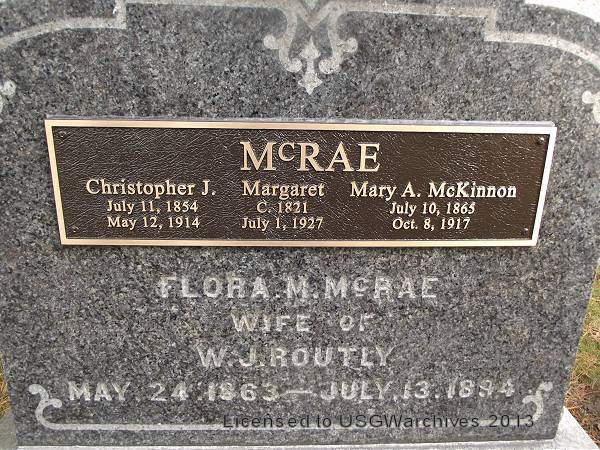 McRAE
Christopher J. Margaret Mary A. McKinnon
July 11, 1854 C. 1821 July 10, 1865
May 12, 1914 July 1, 1927 Oct. 8, 1917
FLORA. M. McRAE
WIFE OF
W. J. ROUTLY
MAY. 24. 1863—JULY. 13. 1894
Licensed to USGWarchives 2013